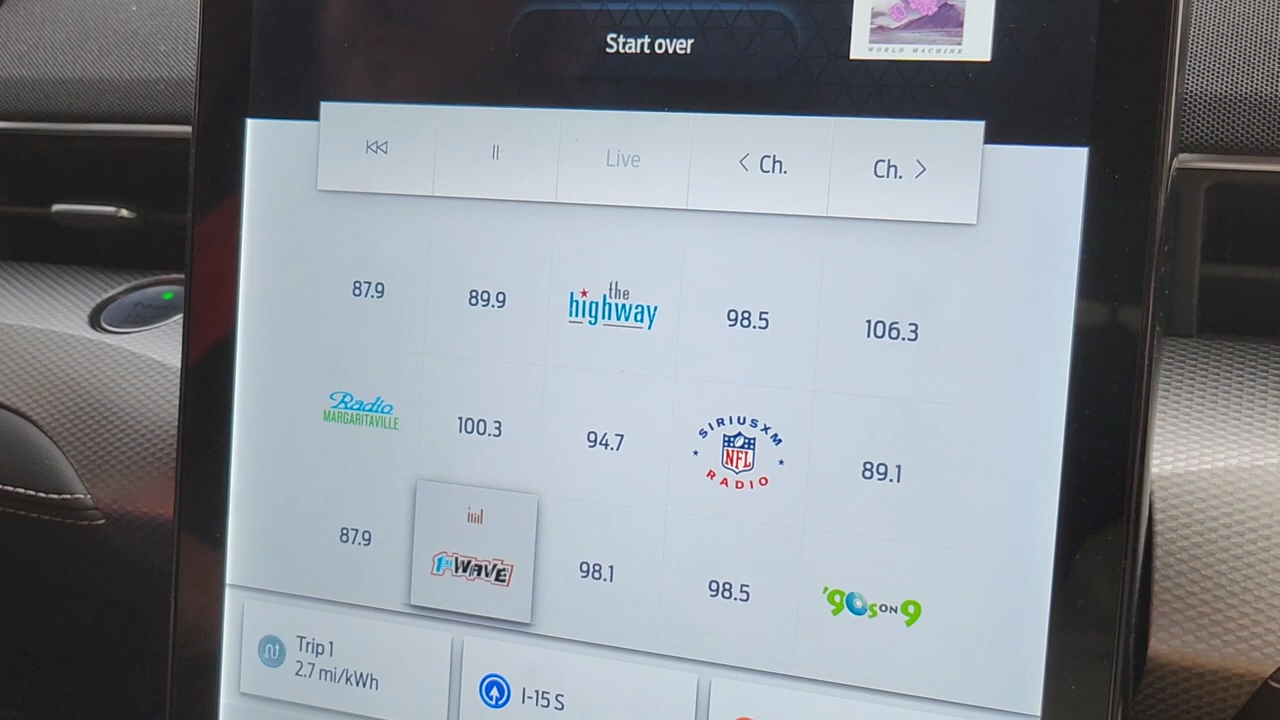 WORLD MACHINE
Start over
Live
< Ch.
Ch. >
87.9
89.9
the highway
98.5
106.3
Radio MARGARITAVILLE
100.3
94.7
SIRIUSXM NFL RADIO
89.1
87.9
1ST WAVE
98.1
98.5
'90s ON 9
Trip 1
2.7 mi/kWh
I-15 S